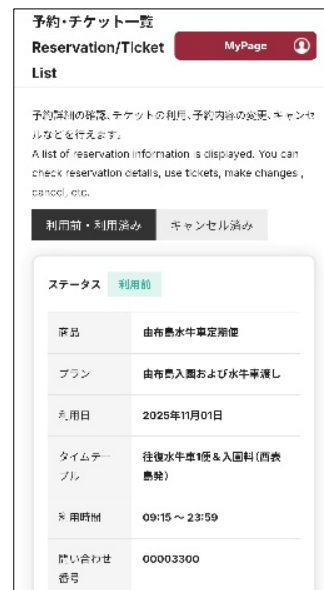 予約・チケット一覧
Reservation/Ticket
List
MyPage
予約詳細の確認、チケットの利用、予約内容の変更、キャンセ
ルなどを行えます。
A list of reservation information is displayed. You can
check reservation details, use tickets, make changes ,
cancel, etc.
利用前・利用済み
キャンセル済み
ステータス 利用前
商品 由布島水牛車定期便
プラン 由布島入園および水牛車渡し
利用日 2025年11月01日
タイムテー 往復水牛車1便&入園料(西表
ブル 島発)
利用時間 09:15 ~ 23:59
問い合わせ 00003300
番号